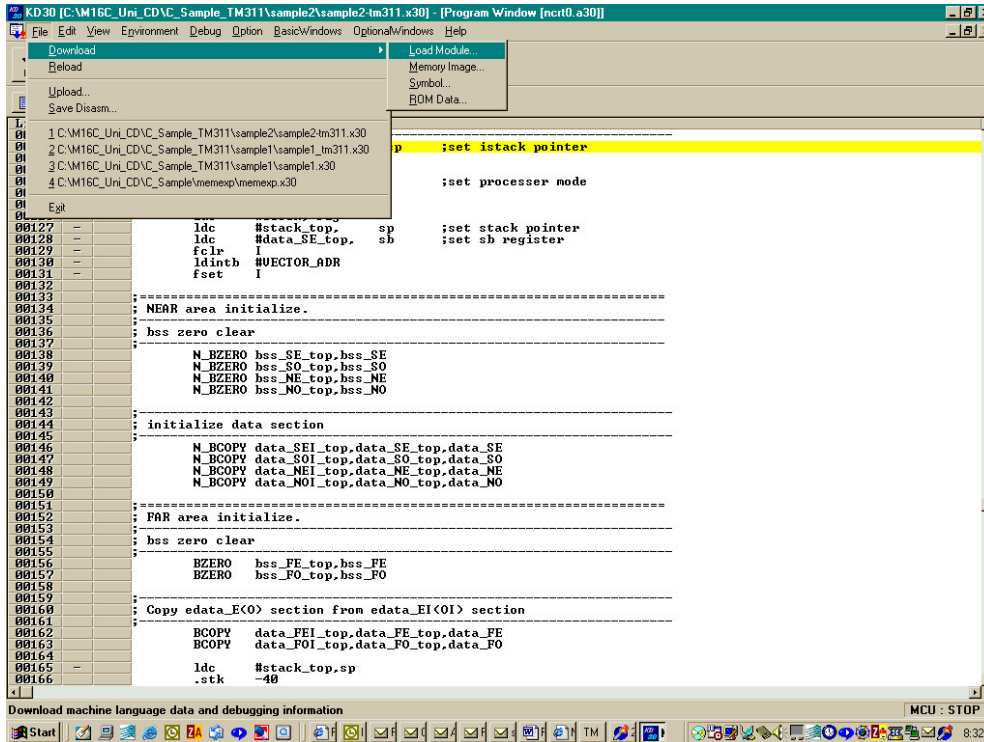 KD30 [C:\M16C_Uni_CD\C_Sample_TM311\sample2\sample2-tm311.x30] - [Program Window [ncrt0.a30]]
File Edit View Environment Debug Option BasicWindows OptionalWindows Help
Download
Load Module...
Reload
Memory Image...
Symbol...
Upload...
ROM Data...
Save Disasm...
1 C:\M16C_Uni_CD\C_Sample_TM311\sample2\sample2-tm311.x30
2 C:\M16C_Uni_CD\C_Sample_TM311\sample1\sample1_tm311.x30
3 C:\M16C_Uni_CD\C_Sample_TM311\sample1\sample1.x30
4 C:\M16C_Uni_CD\C_Sample\memexp\memexp.x30
Exit
;set istack pointer
;set processer mode
00127 - ldc #stack_top, sp ;set stack pointer
00128 - ldc #data_SE_top, sb ;set sb register
00129 - fclr I
00130 - ldintb #VECTOR_ADR
00131 - fset I
00132
00133 ;====================================================================
00134 ; NEAR area initialize.
00135 ;--------------------------------------------------------------------
00136 ; bss zero clear
00137 ;--------------------------------------------------------------------
00138 N_BZERO bss_SE_top,bss_SE
00139 N_BZERO bss_SO_top,bss_SO
00140 N_BZERO bss_NE_top,bss_NE
00141 N_BZERO bss_NO_top,bss_NO
00142
00143 ;--------------------------------------------------------------------
00144 ; initialize data section
00145 ;--------------------------------------------------------------------
00146 N_BCOPY data_SEI_top,data_SE_top,data_SE
00147 N_BCOPY data_SOI_top,data_SO_top,data_SO
00148 N_BCOPY data_NEI_top,data_NE_top,data_NE
00149 N_BCOPY data_NOI_top,data_NO_top,data_NO
00150
00151 ;====================================================================
00152 ; FAR area initialize.
00153 ;--------------------------------------------------------------------
00154 ; bss zero clear
00155 ;--------------------------------------------------------------------
00156 BZERO bss_FE_top,bss_FE
00157 BZERO bss_FO_top,bss_FO
00158
00159 ;--------------------------------------------------------------------
00160 ; Copy edata_E(O) section from edata_EI(OI) section
00161 ;--------------------------------------------------------------------
00162 BCOPY data_FEI_top,data_FE_top,data_FE
00163 BCOPY data_FOI_top,data_FO_top,data_FO
00164
00165 - ldc #stack_top,sp
00166 .stk -40
Download machine language data and debugging information MCU : STOP
Start TM 8:32